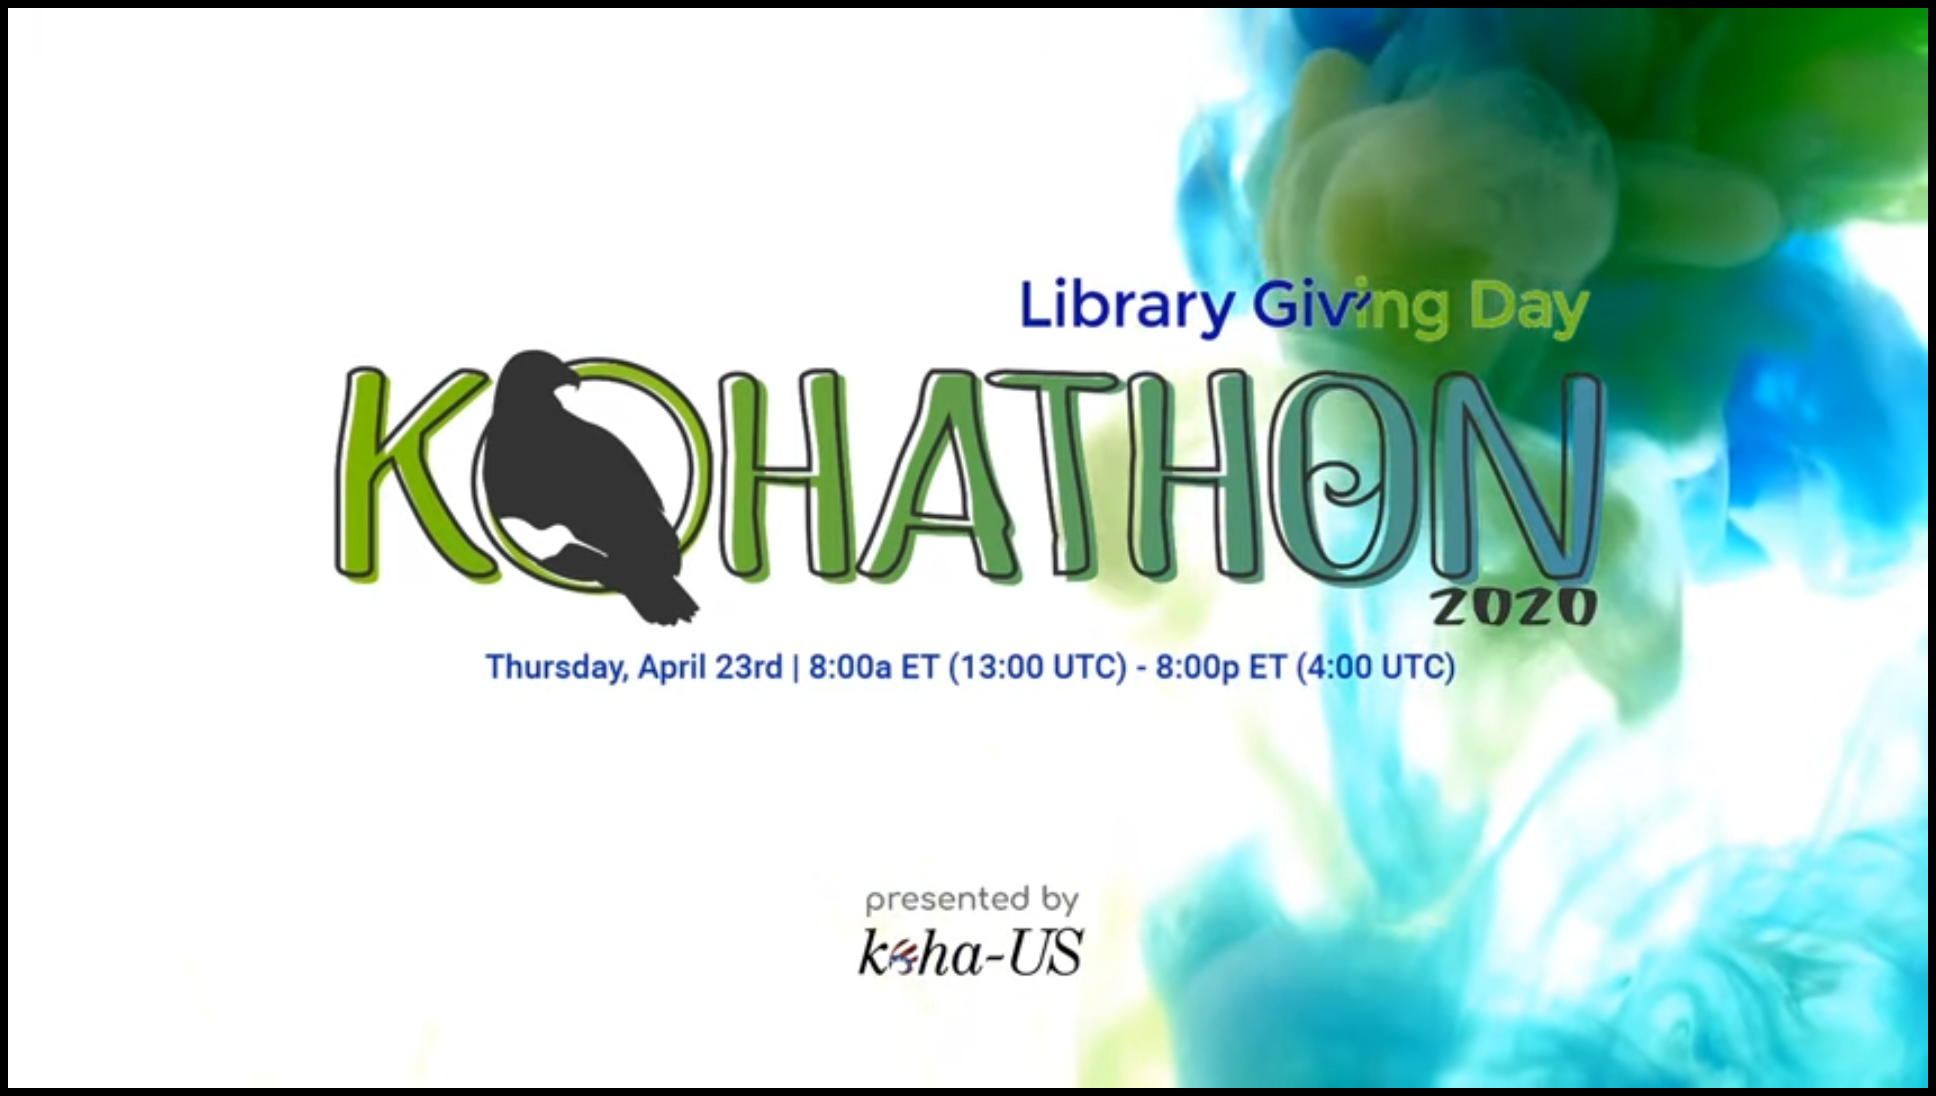 Library Giving Day
KOHATHON
2020
Thursday, April 23rd | 8:00a ET (13:00 UTC) - 8:00p ET (4:00 UTC)
presented by
koha-US